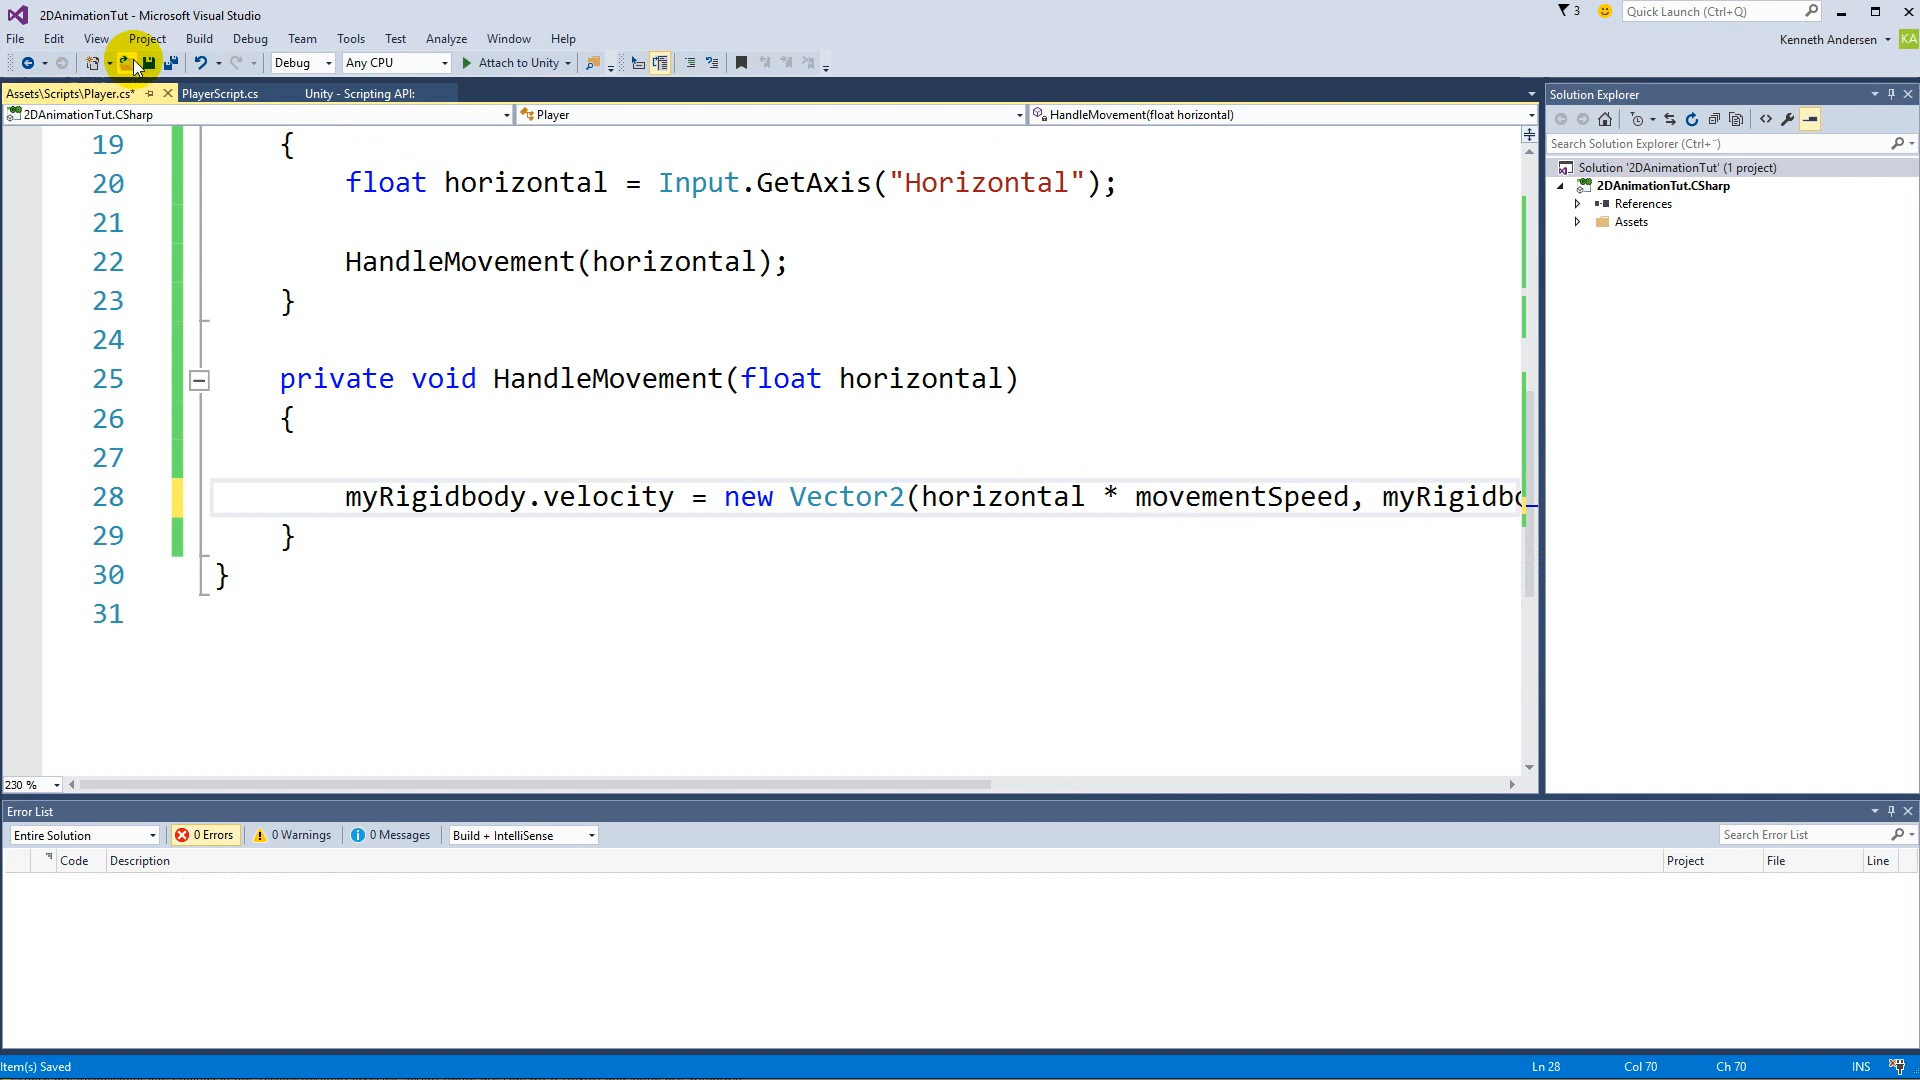 2DAnimationTut - Microsoft Visual Studio
3
Quick Launch (Ctrl+Q)
File Edit View Project Build Debug Team Tools Test Analyze Window Help
Kenneth Andersen
KA
Debug Any CPU Attach to Unity
Assets\Scripts\Player.cs* PlayerScript.cs Unity - Scripting API:
2DAnimationTut.CSharp Player HandleMovement(float horizontal)
19 {
20 float horizontal = Input.GetAxis("Horizontal");
21
22 HandleMovement(horizontal);
23 }
24
25 private void HandleMovement(float horizontal)
26 {
27
28 myRigidbody.velocity = new Vector2(horizontal * movementSpeed, myRigidbo
29 }
30 }
31
230 %
Solution Explorer
Search Solution Explorer (Ctrl+¨)
Solution '2DAnimationTut' (1 project)
2DAnimationTut.CSharp
References
Assets
Error List
Entire Solution 0 Errors 0 Warnings 0 Messages Build + IntelliSense
Search Error List
Code Description Project File Line
Item(s) Saved
Ln 28 Col 70 Ch 70 INS